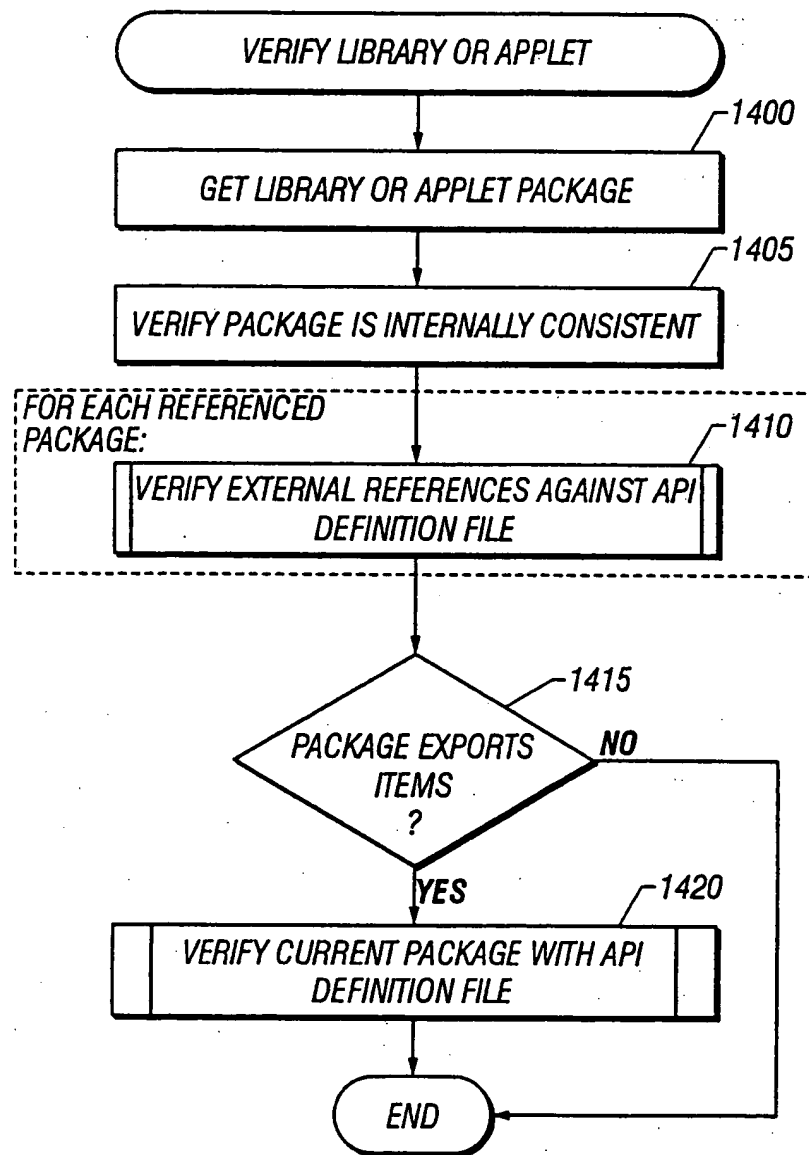 VERIFY LIBRARY OR APPLET
1400
GET LIBRARY OR APPLET PACKAGE
1405
VERIFY PACKAGE IS INTERNALLY CONSISTENT
FOR EACH REFERENCED
PACKAGE:
1410
VERIFY EXTERNAL REFERENCES AGAINST API
DEFINITION FILE
1415
PACKAGE EXPORTS
ITEMS
?
NO
YES
1420
VERIFY CURRENT PACKAGE WITH API
DEFINITION FILE
END